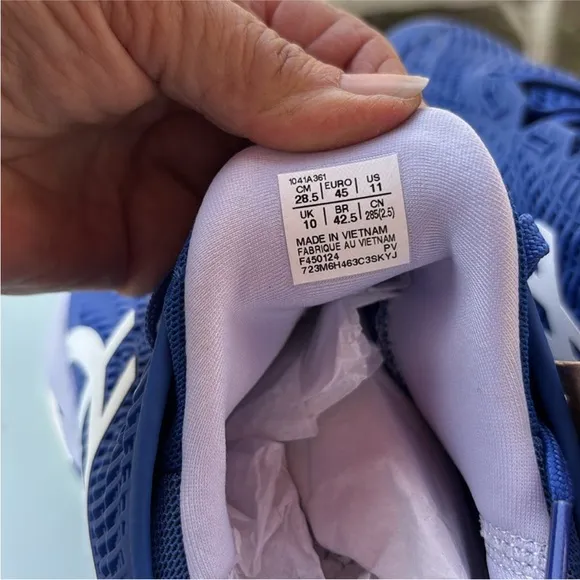 1041A361
CM EURO US
28.5 45 11
UK BR CN
10 42.5 285(2.5)
MADE IN VIETNAM
FABRIQUE AU VIETNAM
F450124 PV
723M6H463C3SKYJ